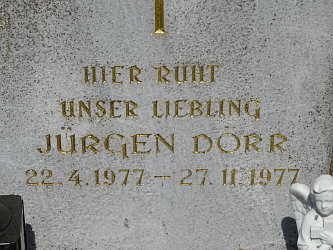 HIER RUHT
UNSER LIEBLING
JÜRGEN DÖRR
22.4.1977 – 27.11.1977